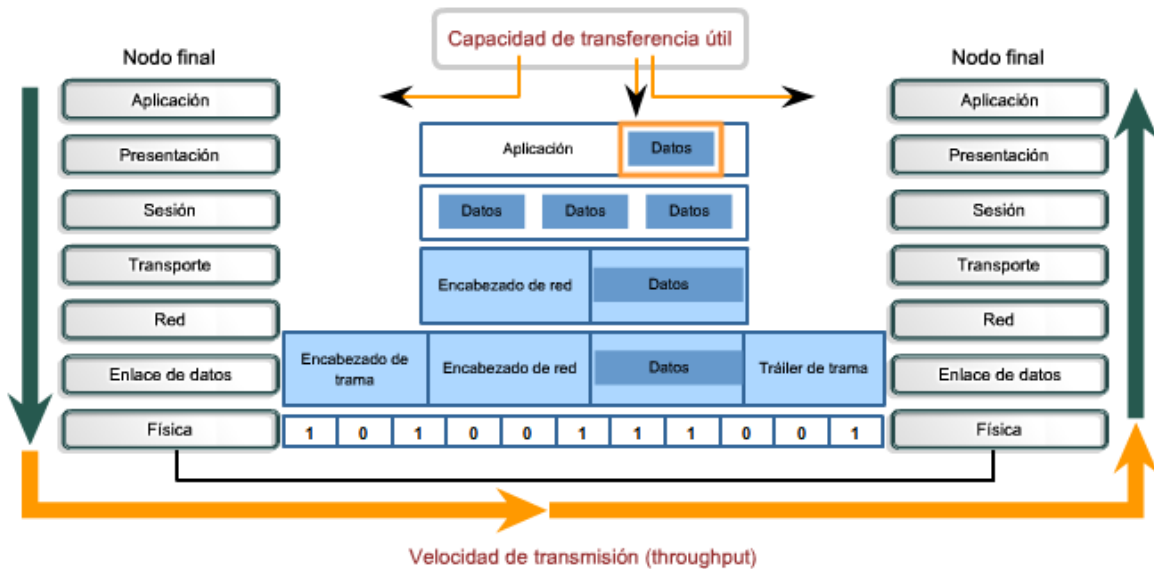 Capacidad de transferencia útil
Nodo final
Aplicación
Presentación
Sesión
Transporte
Red
Enlace de datos
Física
Aplicación
Datos
Datos
Datos
Datos
Encabezado de red
Datos
Encabezado de
trama
Encabezado de red
Datos
Tráiler de trama
1 0 1 0 0 1 1 1 0 0 1
Nodo final
Aplicación
Presentación
Sesión
Transporte
Red
Enlace de datos
Física
Velocidad de transmisión (throughput)